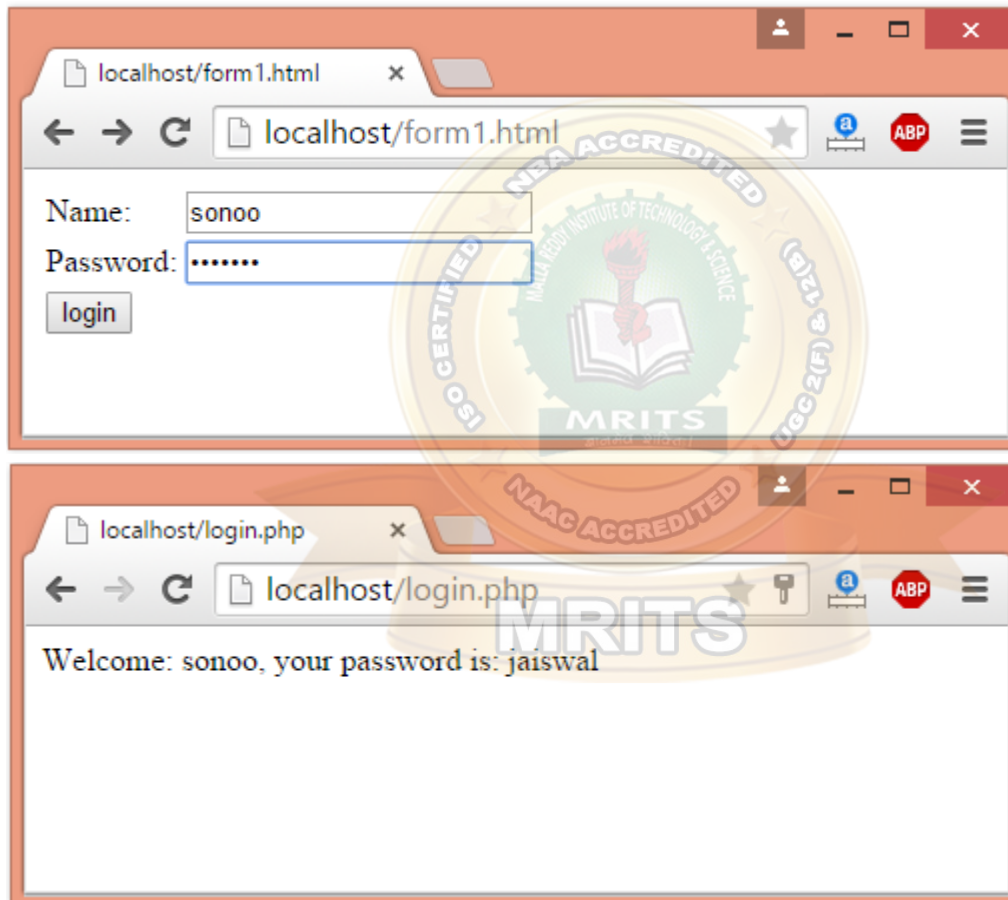 localhost/form1.html
localhost/form1.html
a
ABP
Name: sonoo
Password: •••••••
login
NBA ACCREDITED
ISO CERTIFIED
UGC 2(F) & 12(B)
MALLA REDDY INSTITUTE OF TECHNOLOGY & SCIENCE
MRITS
NAAC ACCREDITED
localhost/login.php
localhost/login.php
a
ABP
MRITS
Welcome: sonoo, your password is: jaiswal